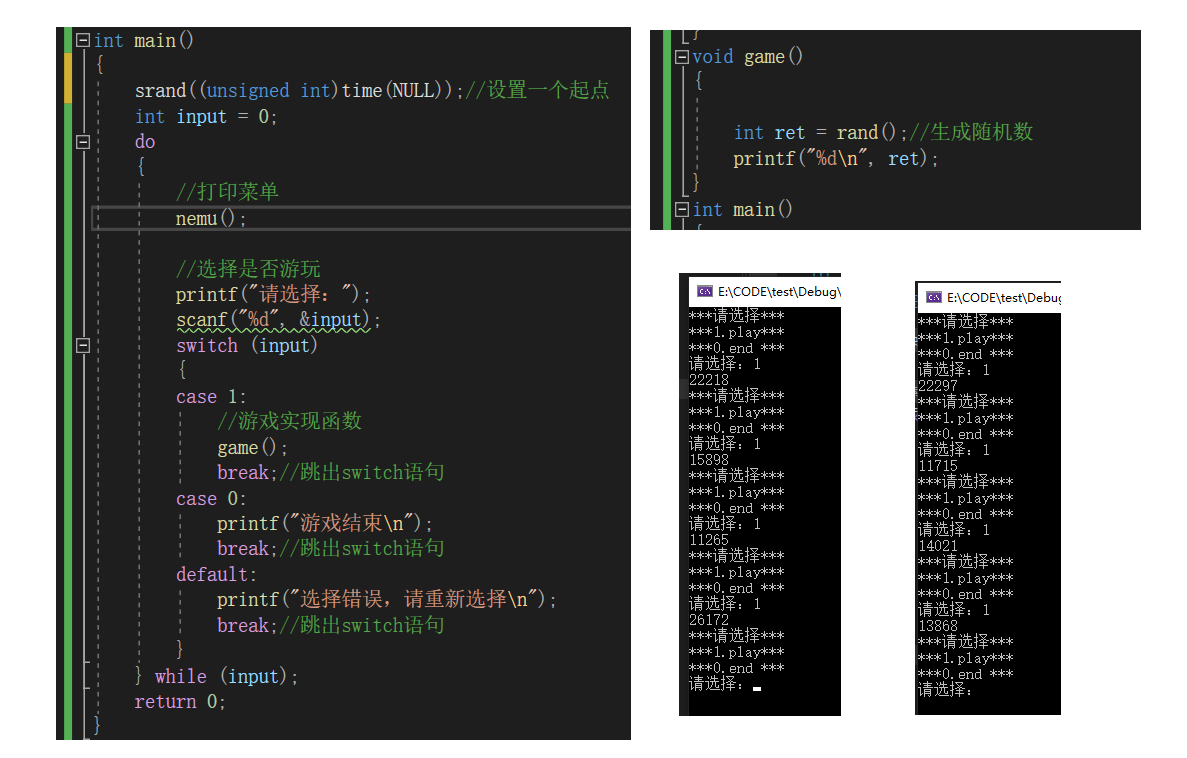 int main()
{
srand((unsigned int)time(NULL));//设置一个起点
int input = 0;
do
{
//打印菜单
nemu();
//选择是否游玩
printf("请选择：");
scanf("%d", &input);
switch (input)
{
case 1:
//游戏实现函数
game();
break;//跳出switch语句
case 0:
printf("游戏结束\n");
break;//跳出switch语句
default:
printf("选择错误，请重新选择\n");
break;//跳出switch语句
}
} while (input);
return 0;
}
}
void game()
{
int ret = rand();//生成随机数
printf("%d\n", ret);
}
int main()
{
E:\CODE\test\Debug\
***请选择***
***1.play***
***0.end ***
请选择：1
22218
***请选择***
***1.play***
***0.end ***
请选择：1
15898
***请选择***
***1.play***
***0.end ***
请选择：1
11265
***请选择***
***1.play***
***0.end ***
请选择：1
26172
***请选择***
***1.play***
***0.end ***
请选择：
E:\CODE\test\Debug
***请选择***
***1.play***
***0.end ***
请选择：1
22297
***请选择***
***1.play***
***0.end ***
请选择：1
11715
***请选择***
***1.play***
***0.end ***
请选择：1
14021
***请选择***
***1.play***
***0.end ***
请选择：1
13868
***请选择***
***1.play***
***0.end ***
请选择：